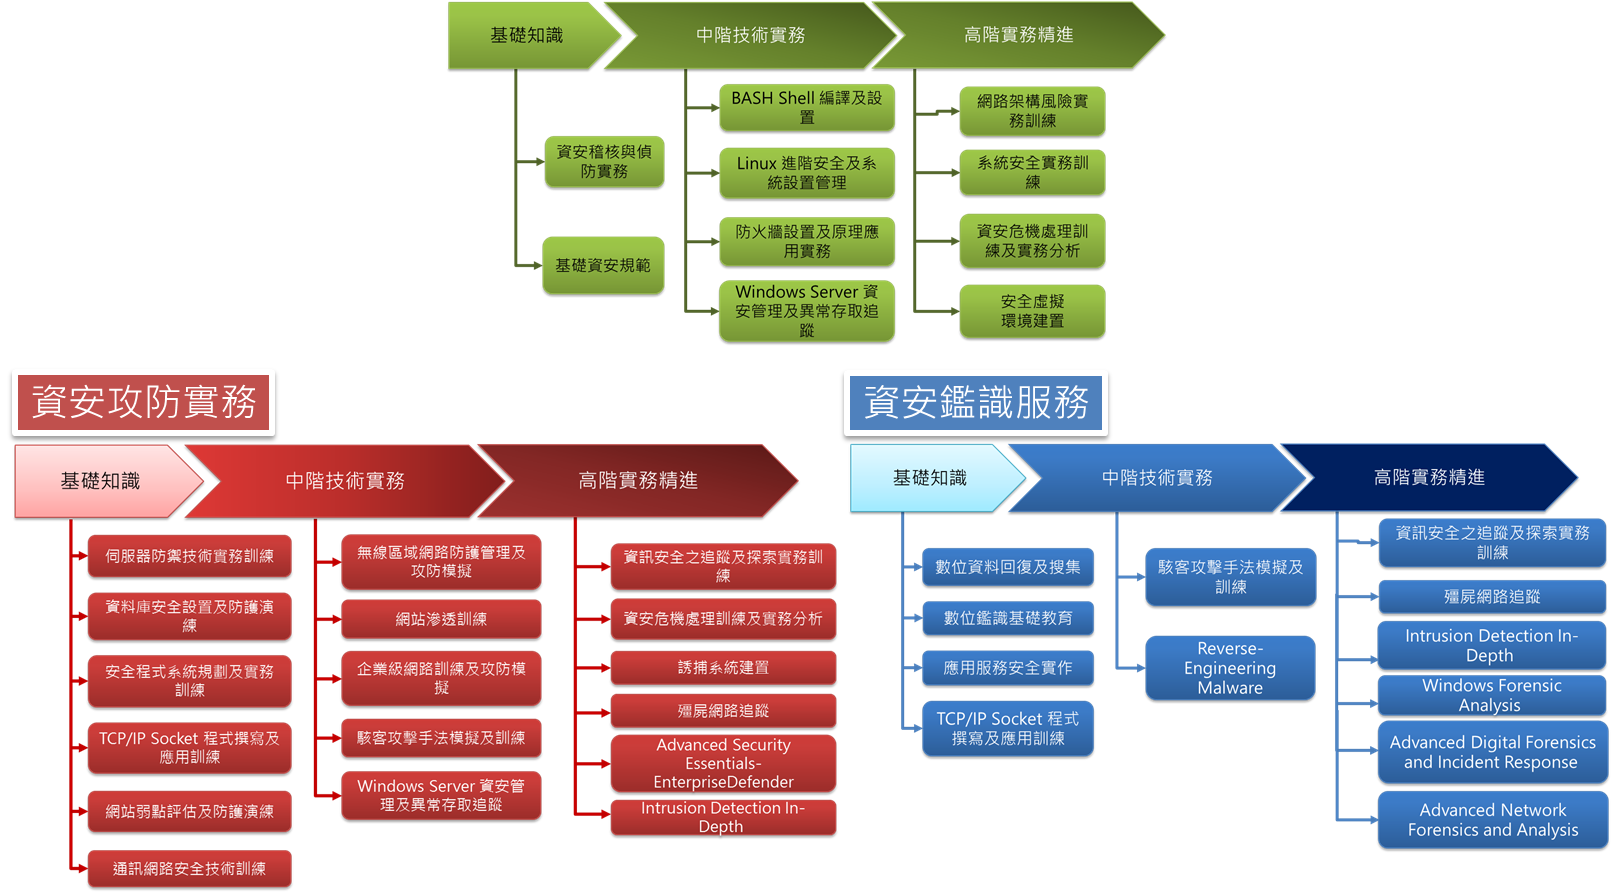 基礎知識
中階技術實務
高階實務精進
資安稽核與偵
防實務
基礎資安規範
BASH Shell 編譯及設
置
Linux 進階安全及系
統設置管理
防火牆設置及原理應
用實務
Windows Server 資
安管理及異常存取追
蹤
網路架構風險實
務訓練
系統安全實務訓
練
資安危機處理訓
練及實務分析
安全虛擬
環境建置
資安攻防實務
基礎知識
中階技術實務
高階實務精進
伺服器防禦技術實務訓練
資料庫安全設置及防護演
練
安全程式系統規劃及實務
訓練
TCP/IP Socket 程式撰寫及
應用訓練
網站弱點評估及防護演練
通訊網路安全技術訓練
無線區域網路防護管理及
攻防模擬
網站滲透訓練
企業級網路訓練及攻防模
擬
駭客攻擊手法模擬及訓練
Windows Server 資安管
理及異常存取追蹤
資訊安全之追蹤及探索實務訓
練
資安危機處理訓練及實務分析
誘捕系統建置
殭屍網路追蹤
Advanced Security
Essentials-
EnterpriseDefender
Intrusion Detection In-
Depth
資安鑑識服務
基礎知識
中階技術實務
高階實務精進
數位資料回復及搜集
數位鑑識基礎教育
應用服務安全實作
TCP/IP Socket 程式
撰寫及應用訓練
駭客攻擊手法模擬及
訓練
Reverse-
Engineering
Malware
資訊安全之追蹤及探索實務
訓練
殭屍網路追蹤
Intrusion Detection In-
Depth
Windows Forensic
Analysis
Advanced Digital Forensics
and Incident Response
Advanced Network
Forensics and Analysis